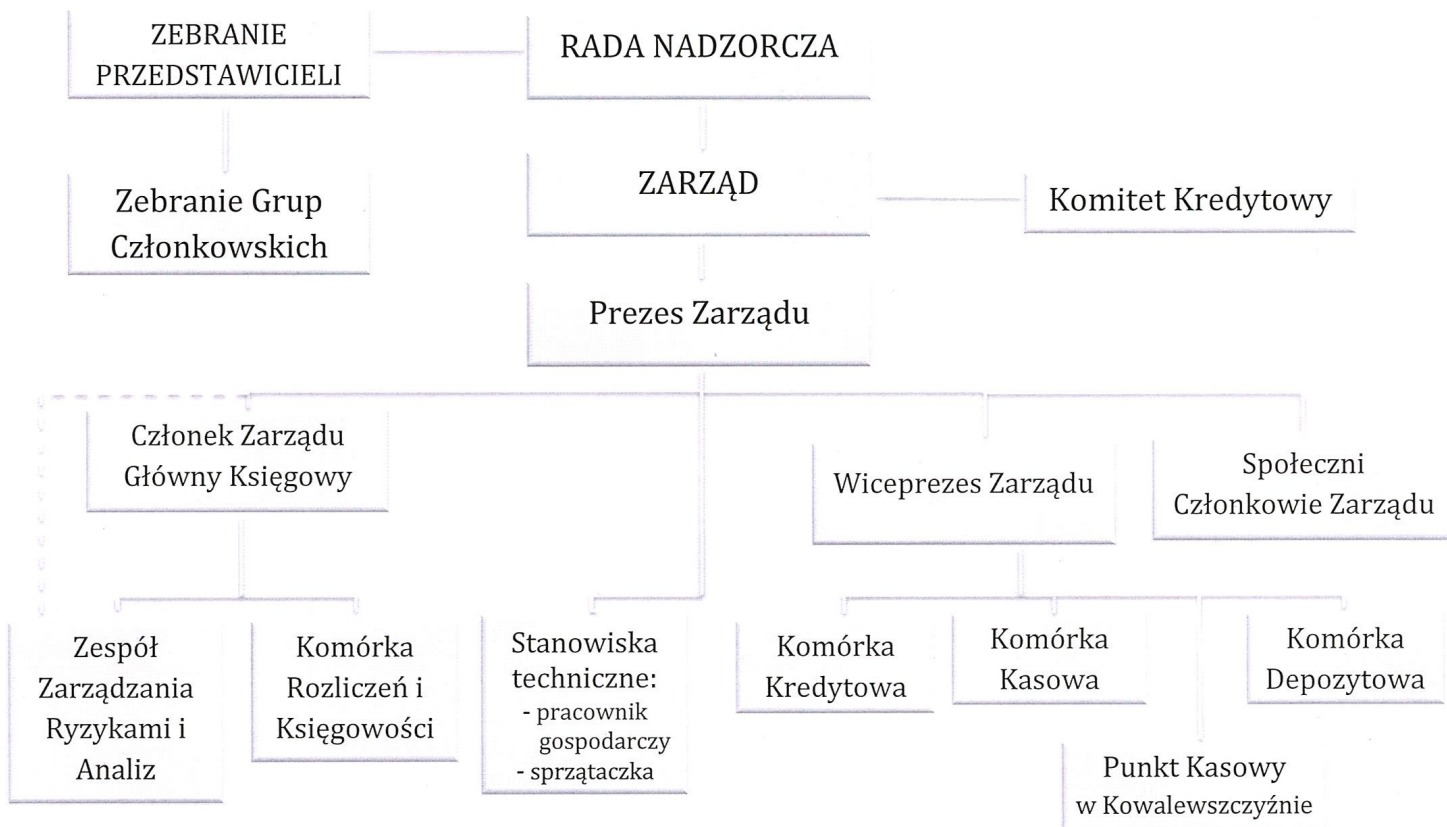 ZEBRANIE
PRZEDSTAWICIELI
RADA NADZORCZA
Zebranie Grup
Członkowskich
ZARZĄD
Komitet Kredytowy
Prezes Zarządu
Członek Zarządu
Główny Księgowy
Wiceprezes Zarządu
Społeczni
Członkowie Zarządu
Zespół
Zarządzania
Ryzykami i
Analiz
Komórka
Rozliczeń i
Księgowości
Stanowiska
techniczne:
- pracownik
gospodarczy
- sprzątaczka
Komórka
Kredytowa
Komórka
Kasowa
Komórka
Depozytowa
Punkt Kasowy
w Kowalewszczyźnie